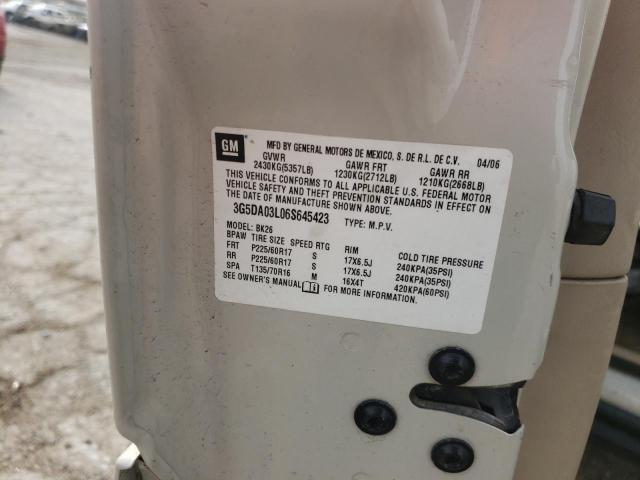 GM
MFD BY GENERAL MOTORS DE MEXICO, S. DE R.L. DE C.V. 04/06
GVWR GAWR FRT GAWR RR
2430KG(5357LB) 1230KG(2712LB) 1210KG(2668LB)
THIS VEHICLE CONFORMS TO ALL APPLICABLE U.S. FEDERAL MOTOR
VEHICLE SAFETY AND THEFT PREVENTION STANDARDS IN EFFECT ON
THE DATE OF MANUFACTURE SHOWN ABOVE.
3G5DA03L06S645423 TYPE: M.P.V.
MODEL: BK26
BPAW TIRE SIZE SPEED RTG RIM COLD TIRE PRESSURE
FRT P225/60R17 S 17X6.5J 240KPA(35PSI)
RR P225/60R17 S 17X6.5J 240KPA(35PSI)
SPA T135/70R16 M 16X4T 420KPA(60PSI)
SEE OWNER'S MANUAL FOR MORE INFORMATION.